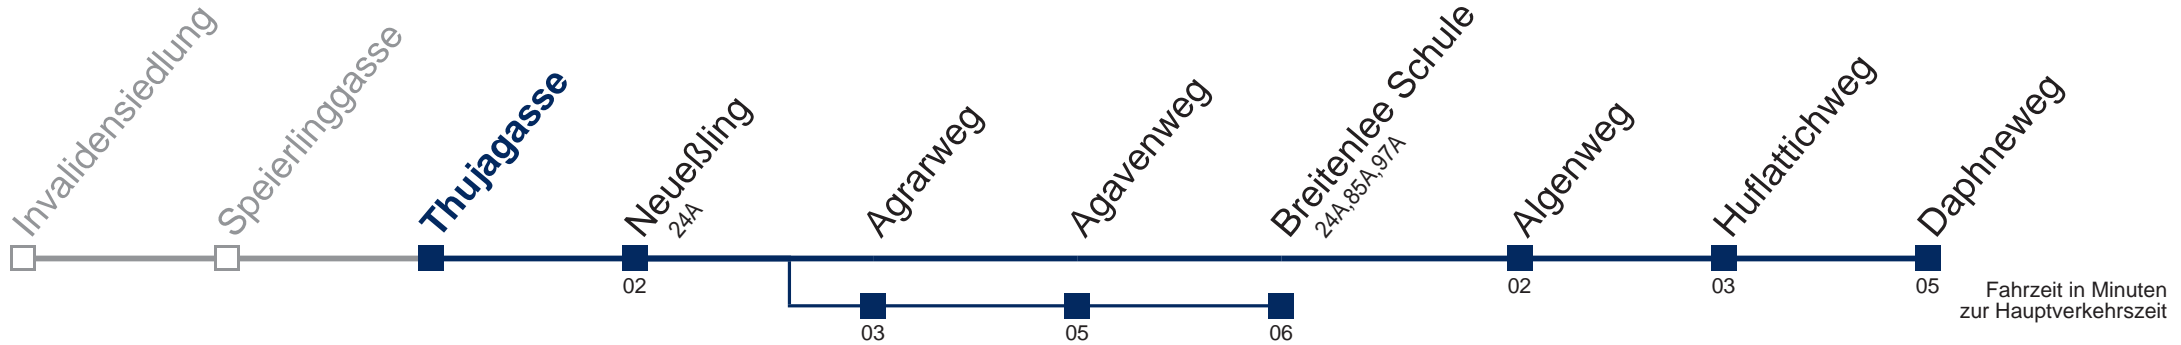 Invalidensiedlung
Speierlinggasse
Thujagasse
Neueßling
24A
Agrarweg
Agavenweg
Breitenlee Schule
24A,85A,97A
Algenweg
Huflattichweg
Daphneweg
02
02
03
05
Fahrzeit in Minuten
zur Hauptverkehrszeit
03
05
06